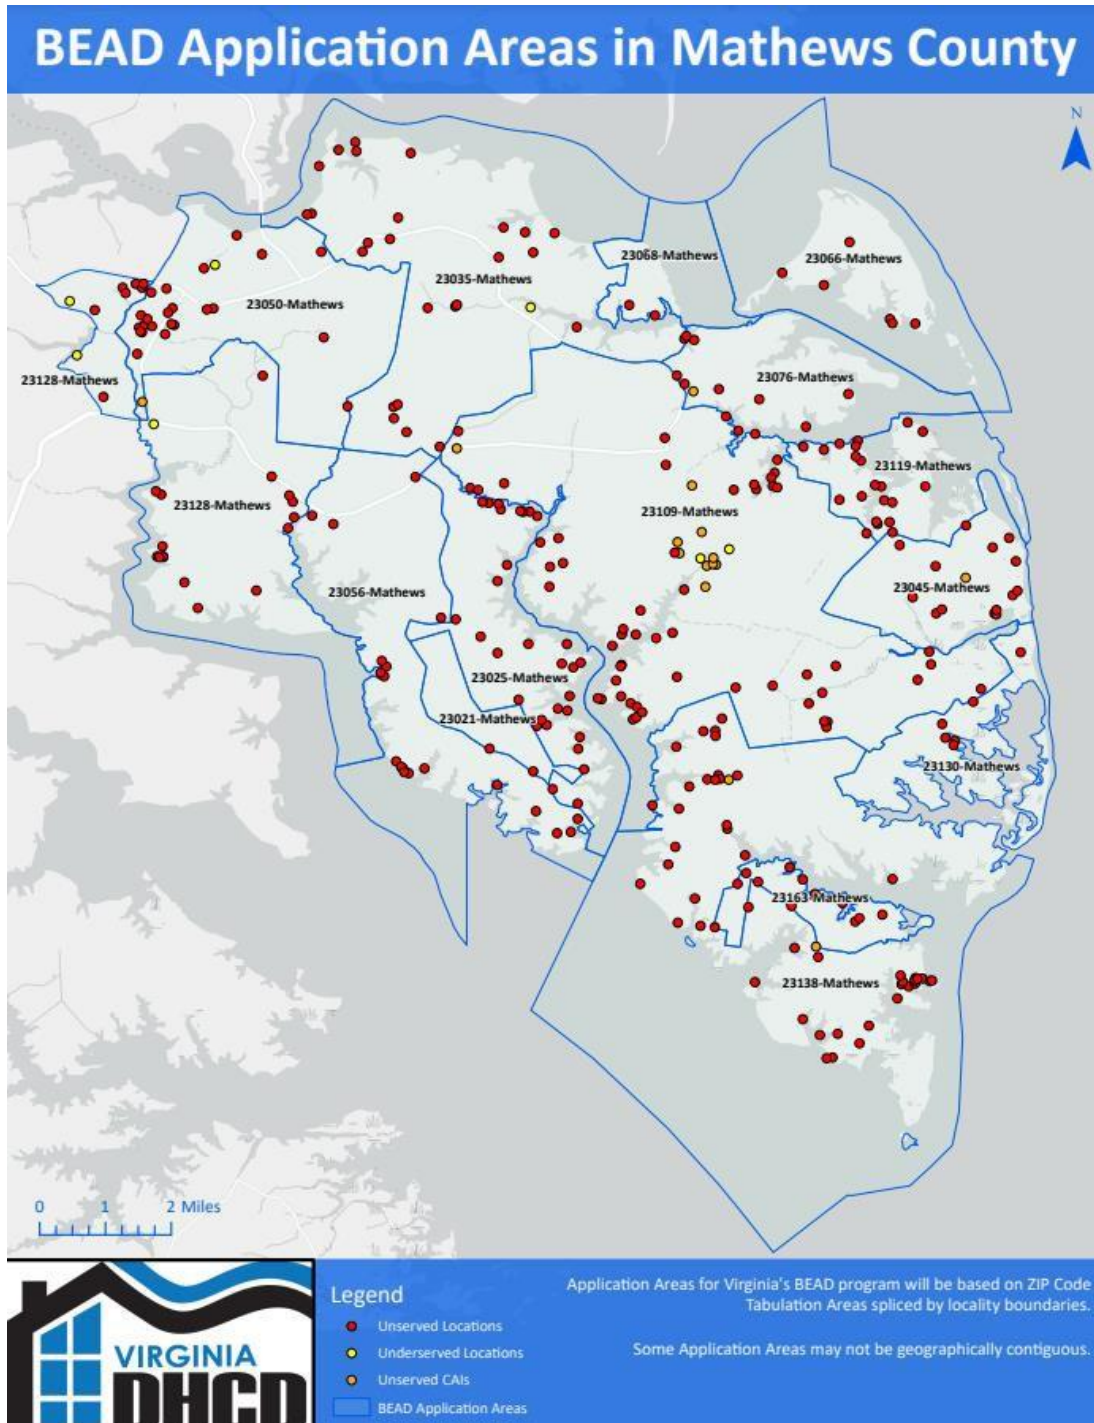 BEAD Application Areas in Mathews County
N
23068-Mathews
23066-Mathews
23035-Mathews
23050-Mathews
23128-Mathews
23076-Mathews
23119-Mathews
23128-Mathews
23109-Mathews
23056-Mathews
23045-Mathews
23025-Mathews
23021-Mathews
23130-Mathews
23163-Mathews
23138-Mathews
0 1 2 Miles
Legend
Unserved Locations
Underserved Locations
Unserved CAIs
BEAD Application Areas
Application Areas for Virginia's BEAD program will be based on ZIP Code
Tabulation Areas spliced by locality boundaries.
Some Application Areas may not be geographically contiguous.
VIRGINIA
DHCD